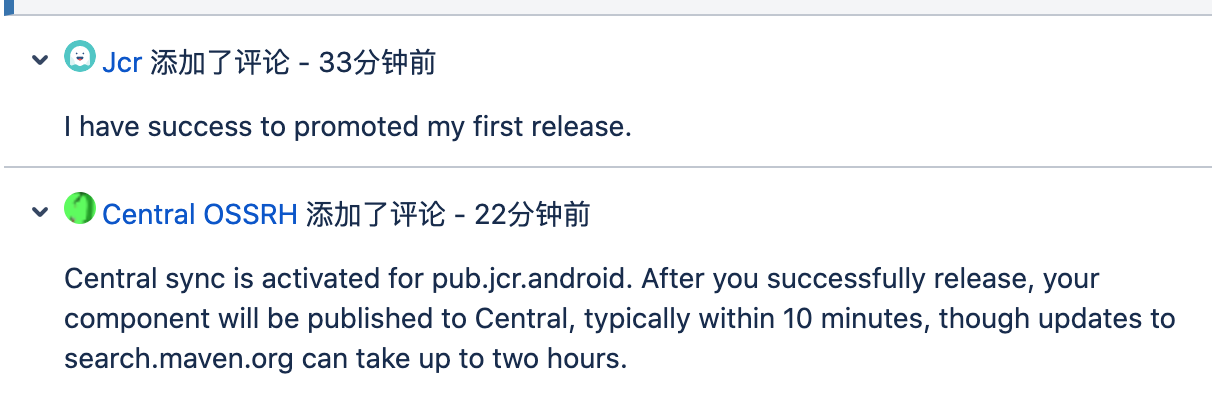 Jcr 添加了评论 - 33分钟前
I have success to promoted my first release.
Central OSSRH 添加了评论 - 22分钟前
Central sync is activated for pub.jcr.android. After you successfully release, your
component will be published to Central, typically within 10 minutes, though updates to
search.maven.org can take up to two hours.